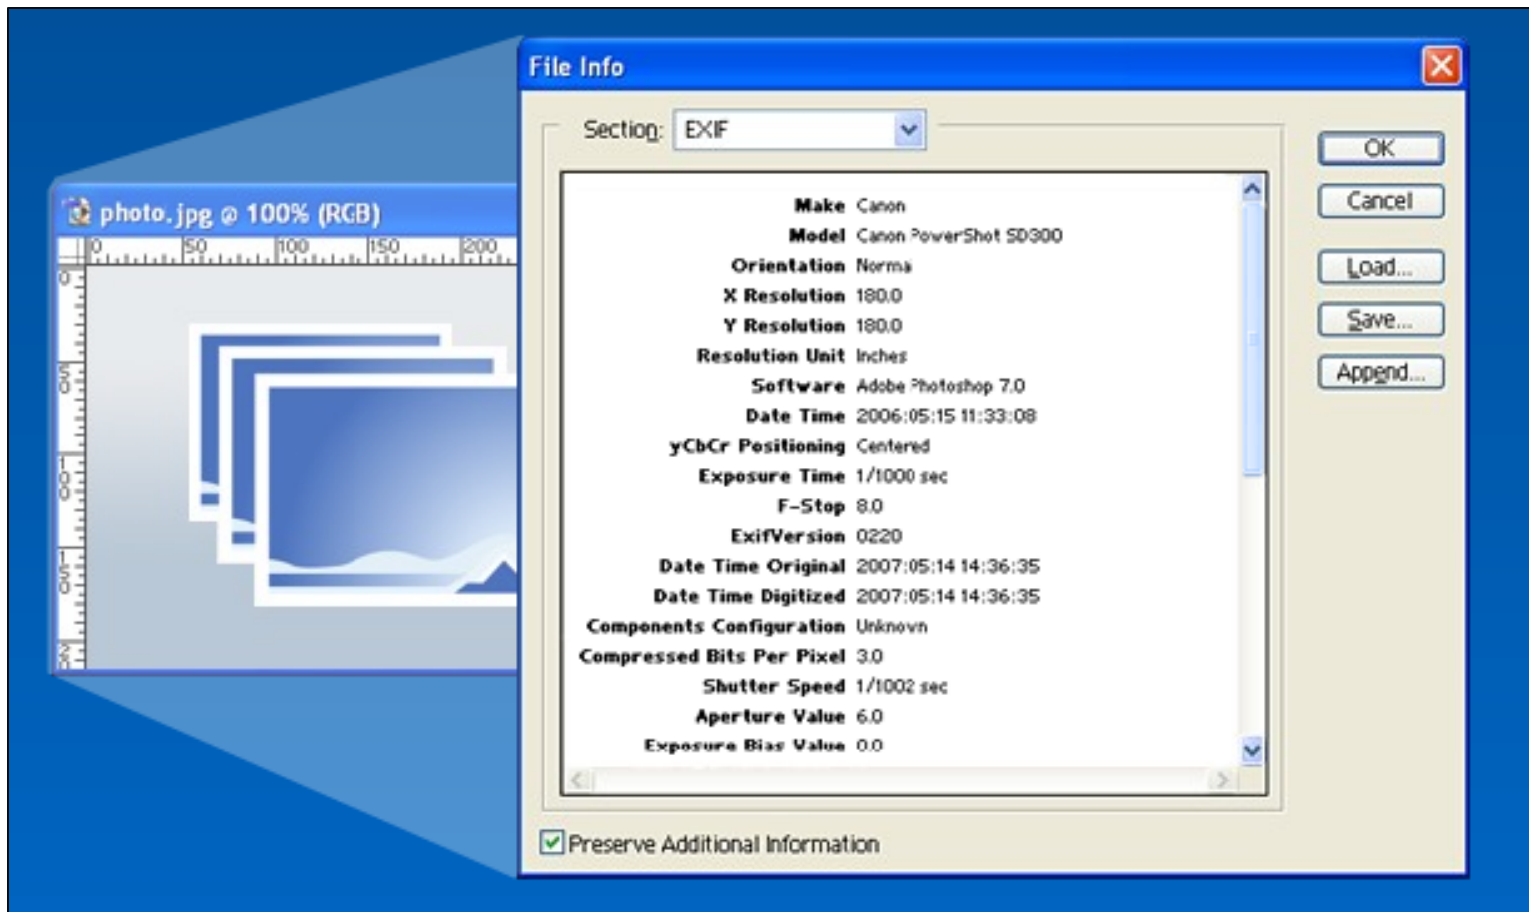 File Info
Section: EXIF
OK
Cancel
Load...
Save...
Append...
photo.jpg @ 100% (RGB)
0 50 100 150 200
0
50
100
150
Make Canon
Model Canon PowerShot SD300
Orientation Norma
X Resolution 180.0
Y Resolution 180.0
Resolution Unit Inches
Software Adobe Photoshop 7.0
Date Time 2006:05:15 11:33:08
yCbCr Positioning Centered
Exposure Time 1/1000 sec
F-Stop 8.0
ExifVersion 0220
Date Time Original 2007:05:14 14:36:35
Date Time Digitized 2007:05:14 14:36:35
Components Configuration Unknown
Compressed Bits Per Pixel 3.0
Shutter Speed 1/1002 sec
Aperture Value 6.0
Exposure Bias Value 0.0
Preserve Additional Information